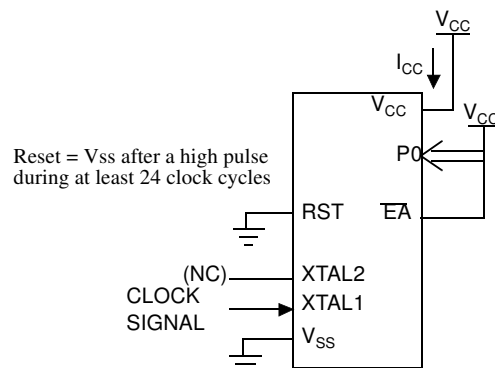 VCC
ICC
VCC
VCC
P0
Reset = Vss after a high pulse
during at least 24 clock cycles
RST
EA
(NC)
XTAL2
CLOCK
SIGNAL
XTAL1
VSS